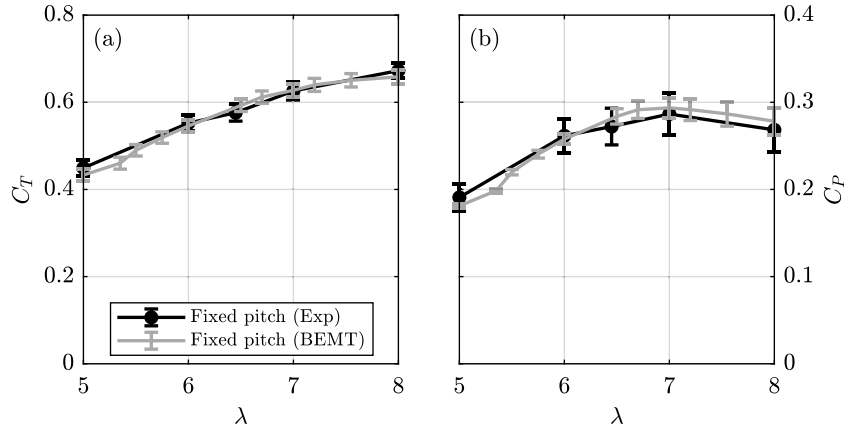 0.8
0.6
0.4
0.2
0
C_T
(a)
Fixed pitch (Exp)
Fixed pitch (BEMT)
5 6 7 8
λ
(b)
0.4
0.3
0.2
0.1
0
C_P
5 6 7 8
λ